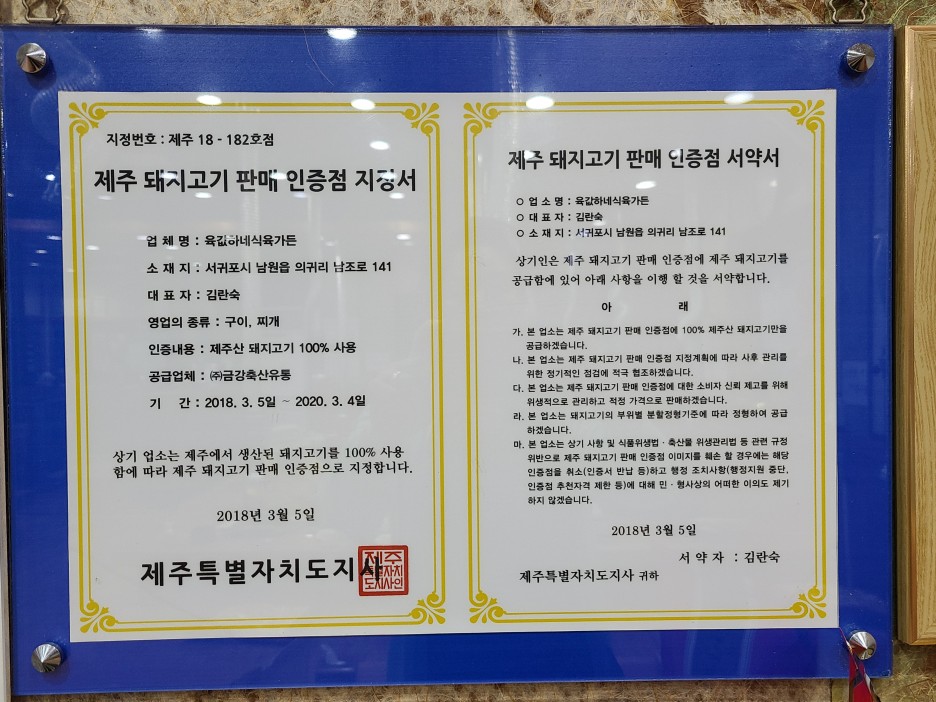 지정번호 : 제주 18 - 182호점
제주 돼지고기 판매 인증점 지정서
업 체 명 : 육값하네식육가든
소 재 지 : 서귀포시 남원읍 의귀리 남조로 141
대 표 자 : 김란숙
영업의 종류 : 구이, 찌개
인증내용 : 제주산 돼지고기 100% 사용
공급업체 : ㈜금강축산유통
기 간 : 2018. 3. 5일 ~ 2020. 3. 4일
상기 업소는 제주에서 생산된 돼지고기를 100% 사용
함에 따라 제주 돼지고기 판매 인증점으로 지정합니다.
2018년 3월 5일
제주특별자치도지사
제주
특별자치
도지사인
제주 돼지고기 판매 인증점 서약서
○ 업 소 명 : 육값하네식육가든
○ 대 표 자 : 김란숙
○ 소 재 지 : 서귀포시 남원읍 의귀리 남조로 141
상기인은 제주 돼지고기 판매 인증점에 제주 돼지고기를
공급함에 있어 아래 사항을 이행 할 것을 서약합니다.
아 래
가. 본 업소는 제주 돼지고기 판매 인증점에 100% 제주산 돼지고기만을
공급하겠습니다.
나. 본 업소는 제주 돼지고기 판매 인증점 지정계획에 따라 사후 관리를
위한 정기적인 점검에 적극 협조하겠습니다.
다. 본 업소는 제주 돼지고기 판매 인증점에 대한 소비자 신뢰 제고를 위해
위생적으로 관리하고 적정 가격으로 판매하겠습니다.
라. 본 업소는 돼지고기의 부위별 분할정형기준에 따라 정형하여 공급
하겠습니다.
마. 본 업소는 상기 사항 및 식품위생법 · 축산물 위생관리법 등 관련 규정
위반으로 제주 돼지고기 판매 인증점 이미지를 훼손 할 경우에는 해당
인증점을 취소(인증서 반납 등)하고 행정 조치사항(행정지원 중단,
인증점 추천자격 제한 등)에 대해 민 · 형사상의 어떠한 이의도 제기
하지 않겠습니다.
2018년 3월 5일
서 약 자 : 김란숙
제주특별자치도지사 귀하